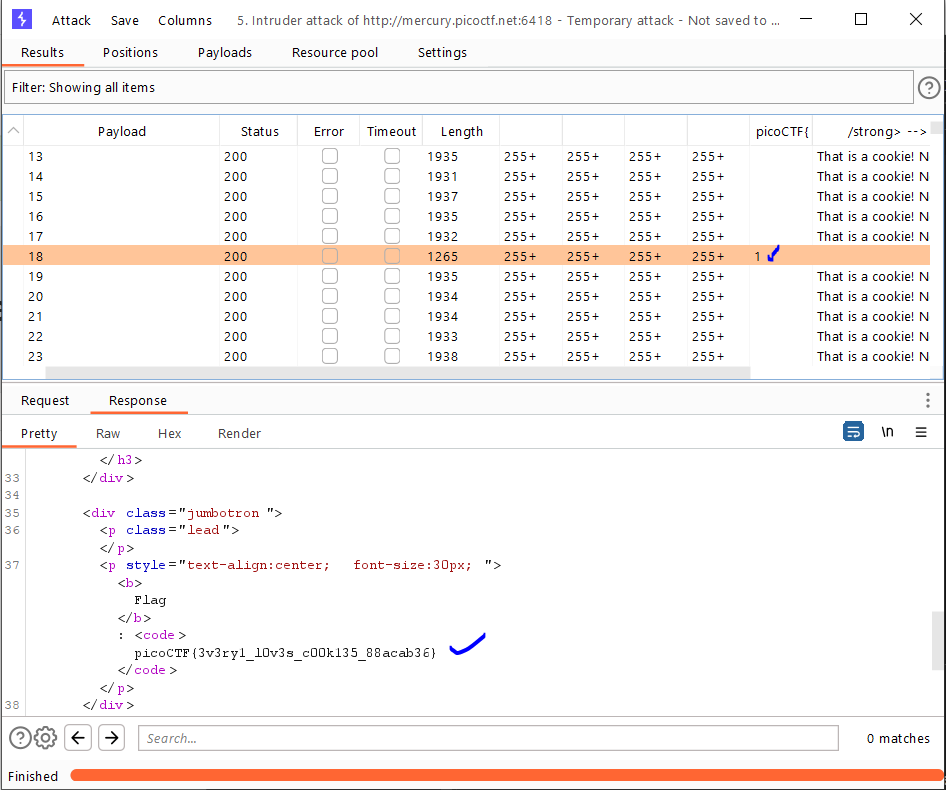 Attack Save Columns 5. Intruder attack of http://mercury.picoctf.net:6418 - Temporary attack - Not saved to ...
Results Positions Payloads Resource pool Settings
Filter: Showing all items
Payload Status Error Timeout Length picoCTF{ /strong> -->
13 200 1935 255+ 255+ 255+ 255+ That is a cookie! N
14 200 1931 255+ 255+ 255+ 255+ That is a cookie! N
15 200 1937 255+ 255+ 255+ 255+ That is a cookie! N
16 200 1935 255+ 255+ 255+ 255+ That is a cookie! N
17 200 1932 255+ 255+ 255+ 255+ That is a cookie! N
18 200 1265 255+ 255+ 255+ 255+ 1
19 200 1935 255+ 255+ 255+ 255+ That is a cookie! N
20 200 1934 255+ 255+ 255+ 255+ That is a cookie! N
21 200 1934 255+ 255+ 255+ 255+ That is a cookie! N
22 200 1933 255+ 255+ 255+ 255+ That is a cookie! N
23 200 1938 255+ 255+ 255+ 255+ That is a cookie! N
Request Response
Pretty Raw Hex Render \n
</h3>
33 </div>
34
35 <div class="jumbotron">
36 <p class="lead">
</p>
37 <p style="text-align:center; font-size:30px; ">
<b>
Flag
</b>
: <code>
picoCTF{3v3ry1_l0v3s_c00k135_88acab36}
</code>
</p>
38 </div>
Search... 0 matches
Finished